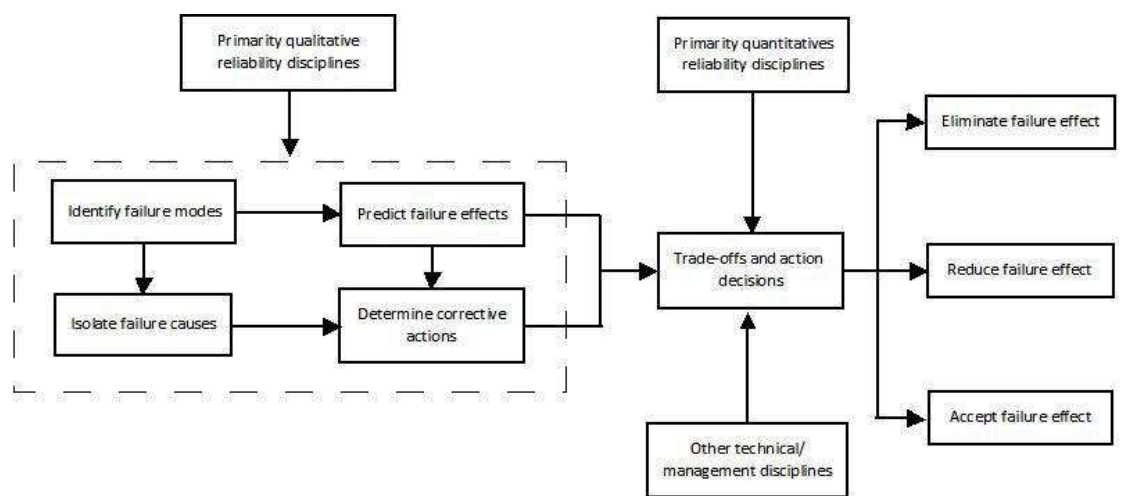 Primarity qualitative
reliability disciplines
Primarity quantitatives
reliability disciplines
Eliminate failure effect
Identify failure modes
Predict failure effects
Trade-offs and action
decisions
Reduce failure effect
Isolate failure causes
Determine corrective
actions
Accept failure effect
Other technical/
management disciplines